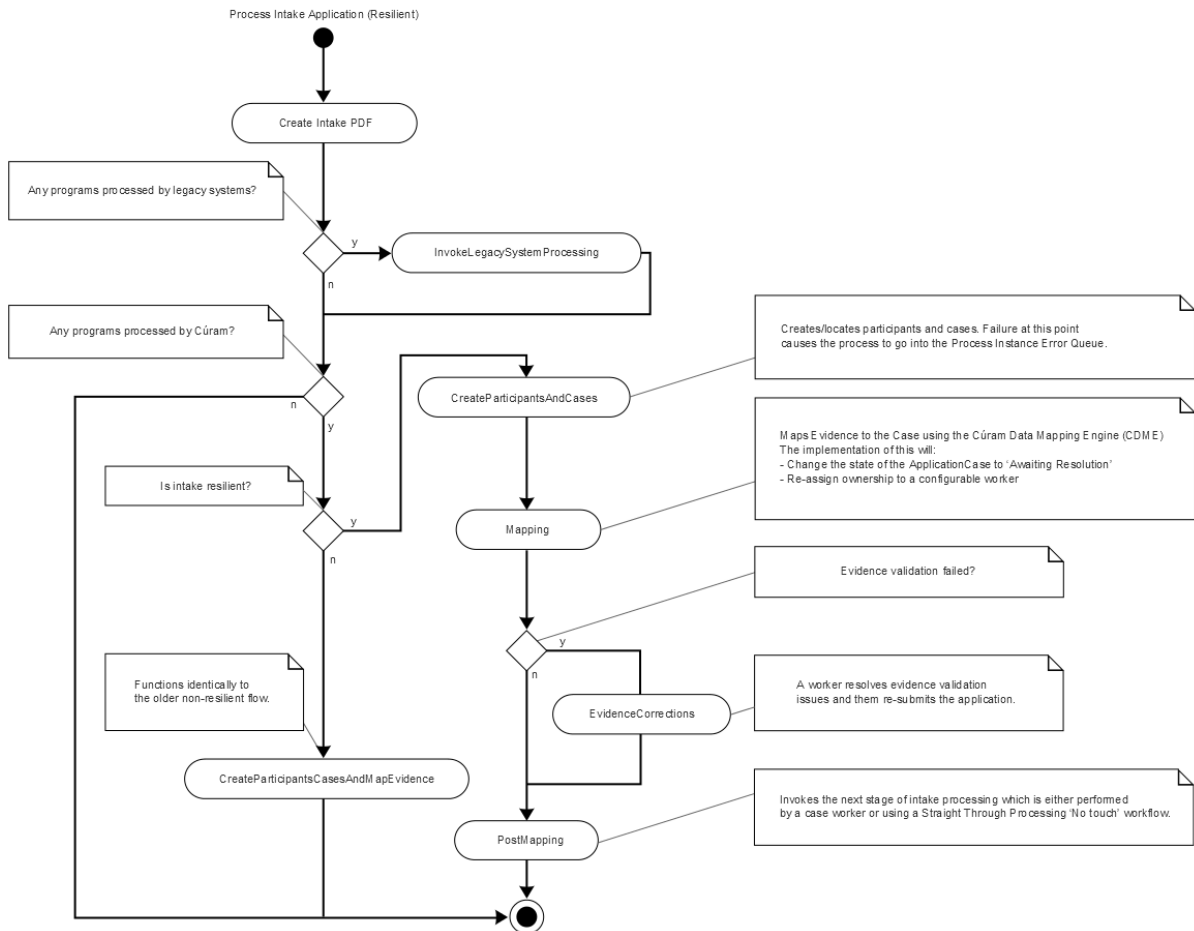 Process Intake Application (Resilient)
Create Intake PDF
Any programs processed by legacy systems?
y
InvokeLegacySystemProcessing
n
Any programs processed by Cúram?
n
y
Creates/locates participants and cases. Failure at this point
causes the process to go into the Process Instance Error Queue.
CreateParticipantsAndCases
Is intake resilient?
y
n
Maps Evidence to the Case using the Cúram Data Mapping Engine (CDME)
The implementation of this will:
- Change the state of the ApplicationCase to ‘Awaiting Resolution’
- Re-assign ownership to a configurable worker
Mapping
Evidence validation failed?
y
n
Functions identically to
the older non-resilient flow.
A worker resolves evidence validation
issues and them re-submits the application.
EvidenceCorrections
CreateParticipantsCasesAndMapEvidence
Invokes the next stage of intake processing which is either performed
by a case worker or using a Straight Through Processing ‘No touch’ workflow.
PostMapping